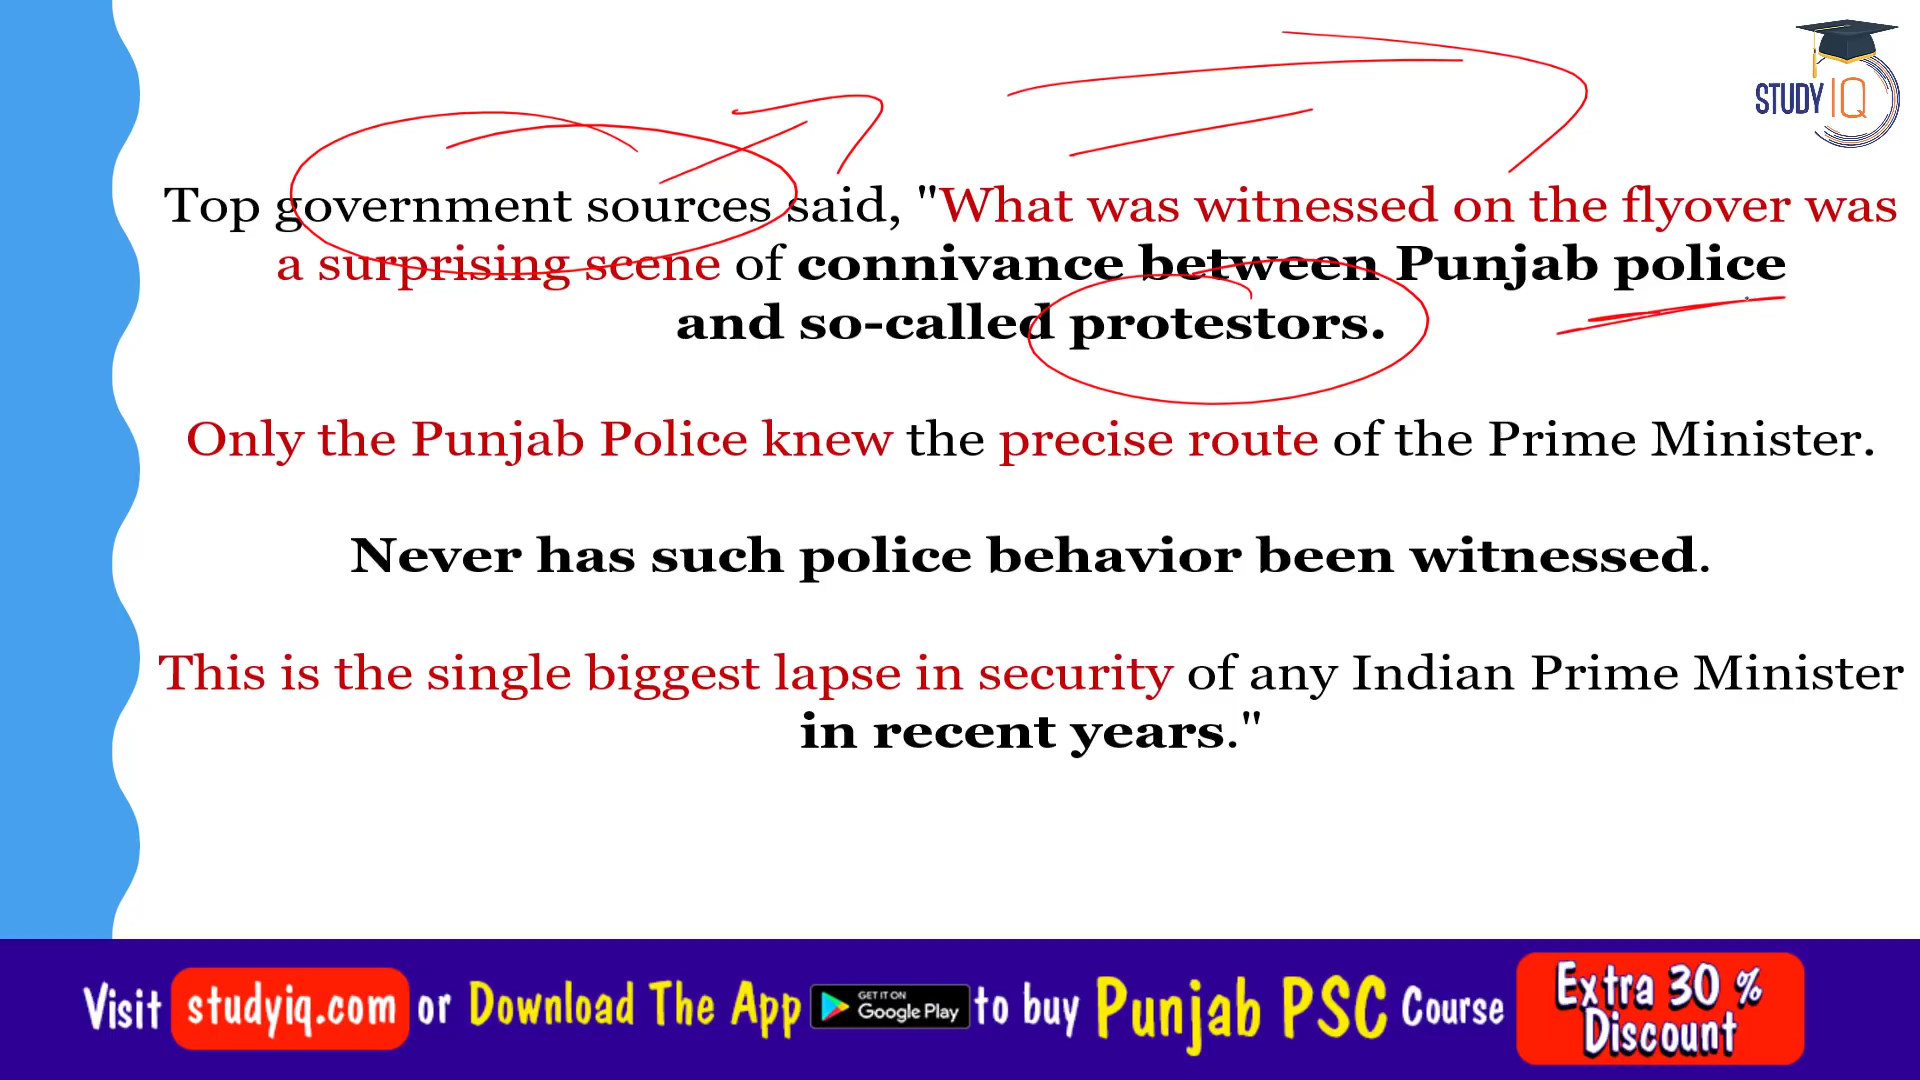 STUDY IQ
Top government sources said, "What was witnessed on the flyover was
a surprising scene of connivance between Punjab police
and so-called protestors.
Only the Punjab Police knew the precise route of the Prime Minister.
Never has such police behavior been witnessed.
This is the single biggest lapse in security of any Indian Prime Minister
in recent years."
Visit studyiq.com or Download The App GET IT ON Google Play to buy Punjab PSC Course Extra 30 % Discount